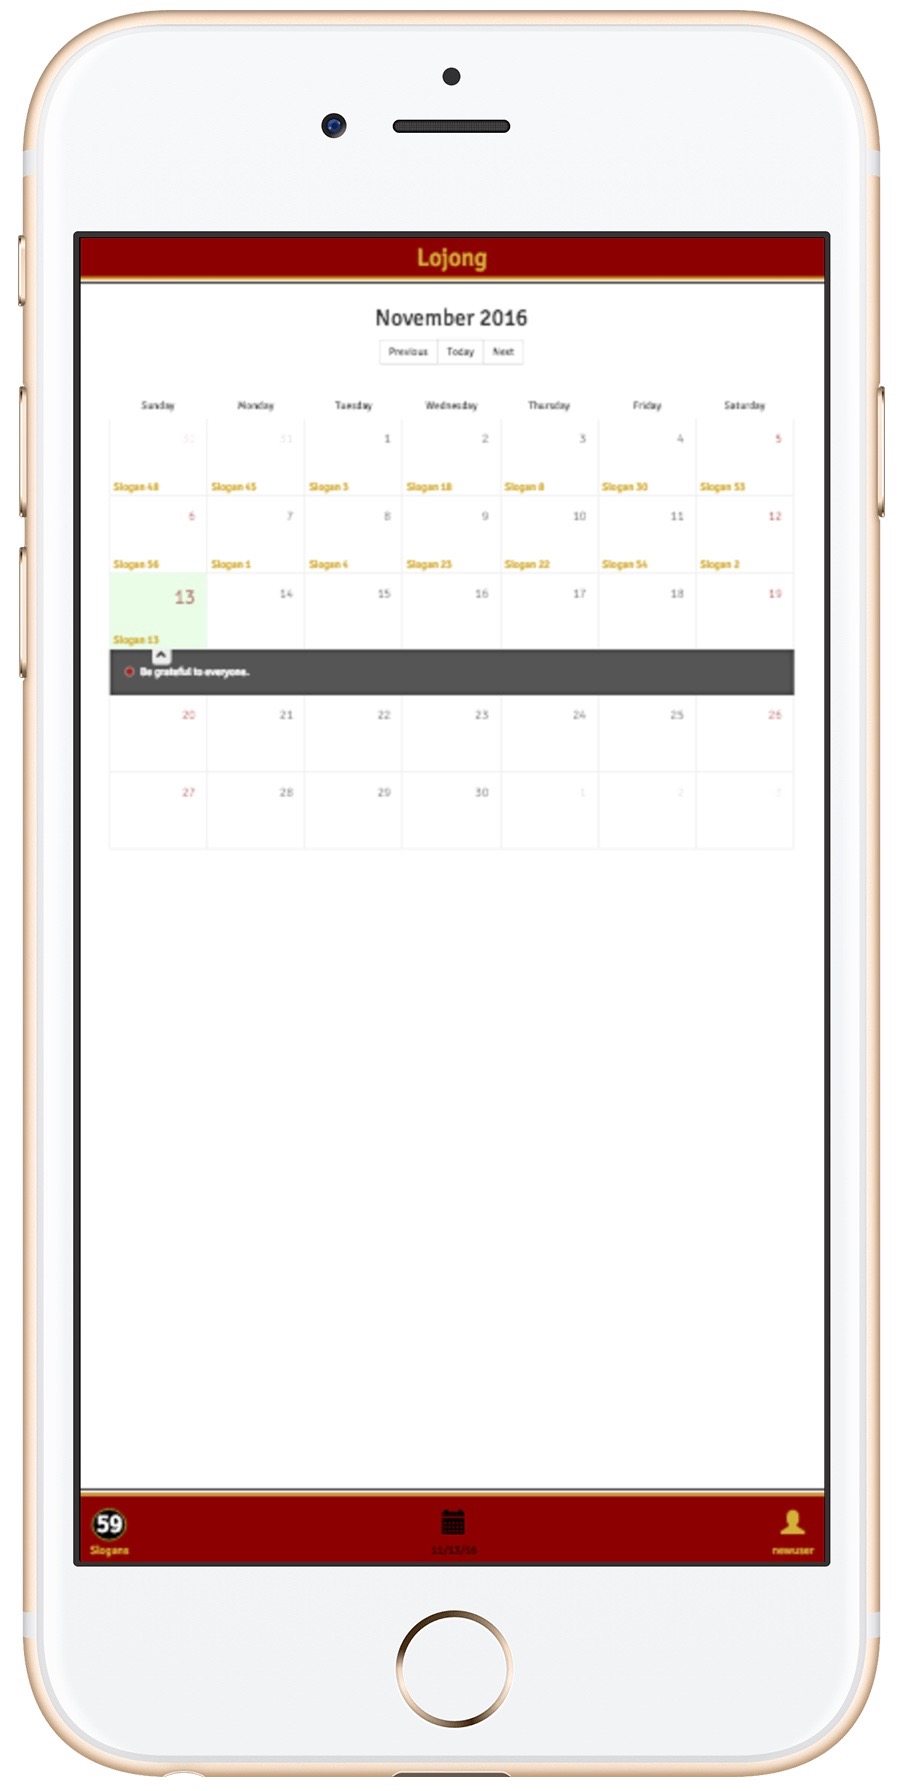 Lojong
November 2016
Previous Today Next
Sunday Monday Tuesday Wednesday Thursday Friday Saturday
30 31 1 2 3 4 5
Slogan 48 Slogan 45 Slogan 3 Slogan 18 Slogan 8 Slogan 30 Slogan 53
6 7 8 9 10 11 12
Slogan 56 Slogan 1 Slogan 4 Slogan 23 Slogan 22 Slogan 54 Slogan 2
13 14 15 16 17 18 19
Slogan 13
Be grateful to everyone.
20 21 22 23 24 25 26
27 28 29 30 1 2 3
59
Slogans 11/13/16 newuser